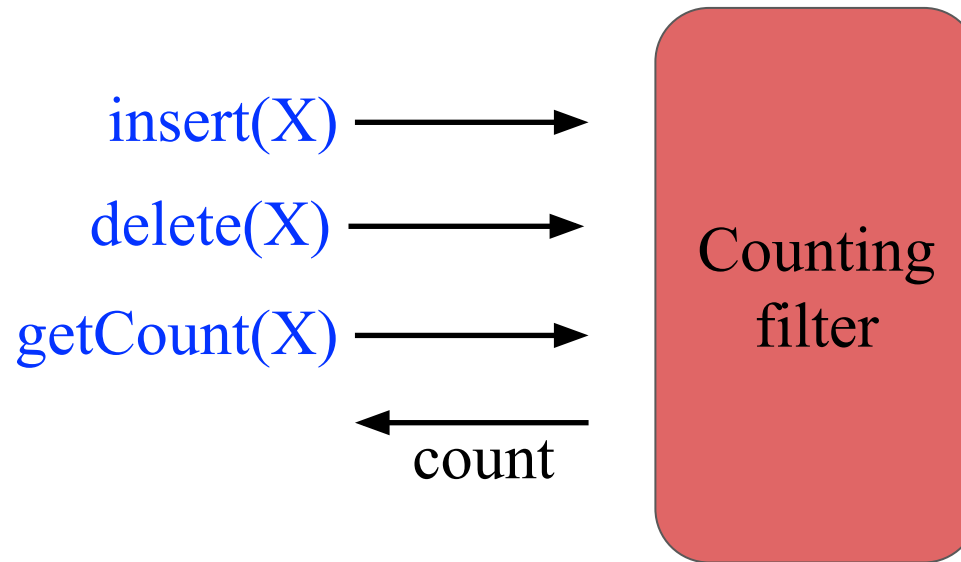 insert(X)
delete(X)
getCount(X)
count
Counting
filter